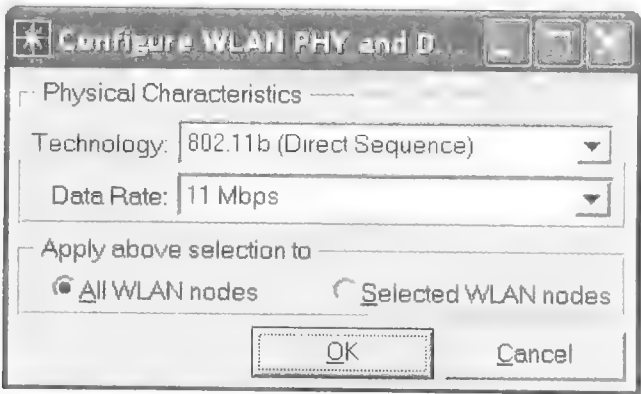 Configure WLAN PHY and D...
Physical Characteristics
Technology: 802.11b (Direct Sequence)
Data Rate: 11 Mbps
Apply above selection to
All WLAN nodes Selected WLAN nodes
OK Cancel